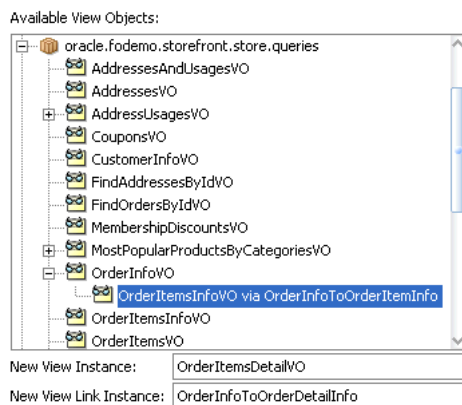 Available View Objects:
oracle.fodemo.storefront.store.queries
AddressesAndUsagesVO
AddressesVO
AddressUsagesVO
CouponsVO
CustomerInfoVO
FindAddressesByIdVO
FindOrdersByIdVO
MembershipDiscountsVO
MostPopularProductsByCategoriesVO
OrderInfoVO
OrderItemsInfoVO via OrderInfoToOrderItemInfo
OrderItemsInfoVO
OrderItemsVO
New View Instance: OrderItemsDetailVO
New View Link Instance: OrderInfoToOrderDetailInfo